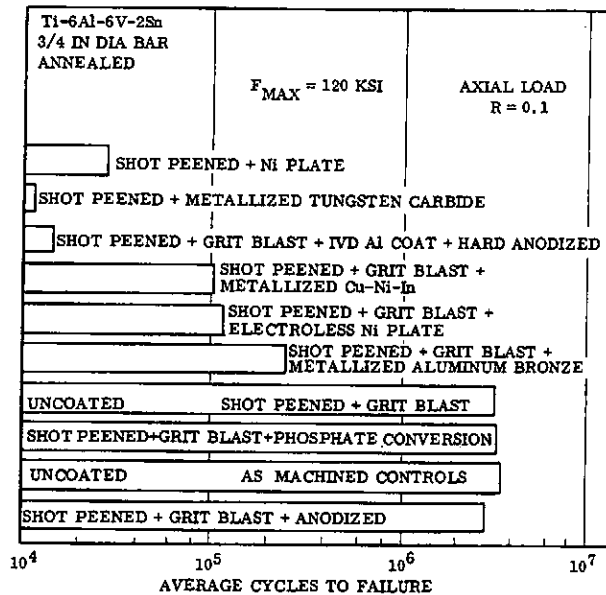 Ti-6Al-6V-2Sn
3/4 IN DIA BAR
ANNEALED
F MAX = 120 KSI
AXIAL LOAD
R = 0.1
SHOT PEENED + Ni PLATE
SHOT PEENED + METALLIZED TUNGSTEN CARBIDE
SHOT PEENED + GRIT BLAST + IVD Al COAT + HARD ANODIZED
SHOT PEENED + GRIT BLAST +
METALLIZED Cu-Ni-In
SHOT PEENED + GRIT BLAST +
ELECTROLESS Ni PLATE
SHOT PEENED + GRIT BLAST +
METALLIZED ALUMINUM BRONZE
UNCOATED SHOT PEENED + GRIT BLAST
SHOT PEENED+GRIT BLAST+PHOSPHATE CONVERSION
UNCOATED AS MACHINED CONTROLS
SHOT PEENED + GRIT BLAST + ANODIZED
10^4 10^5 10^6 10^7
AVERAGE CYCLES TO FAILURE